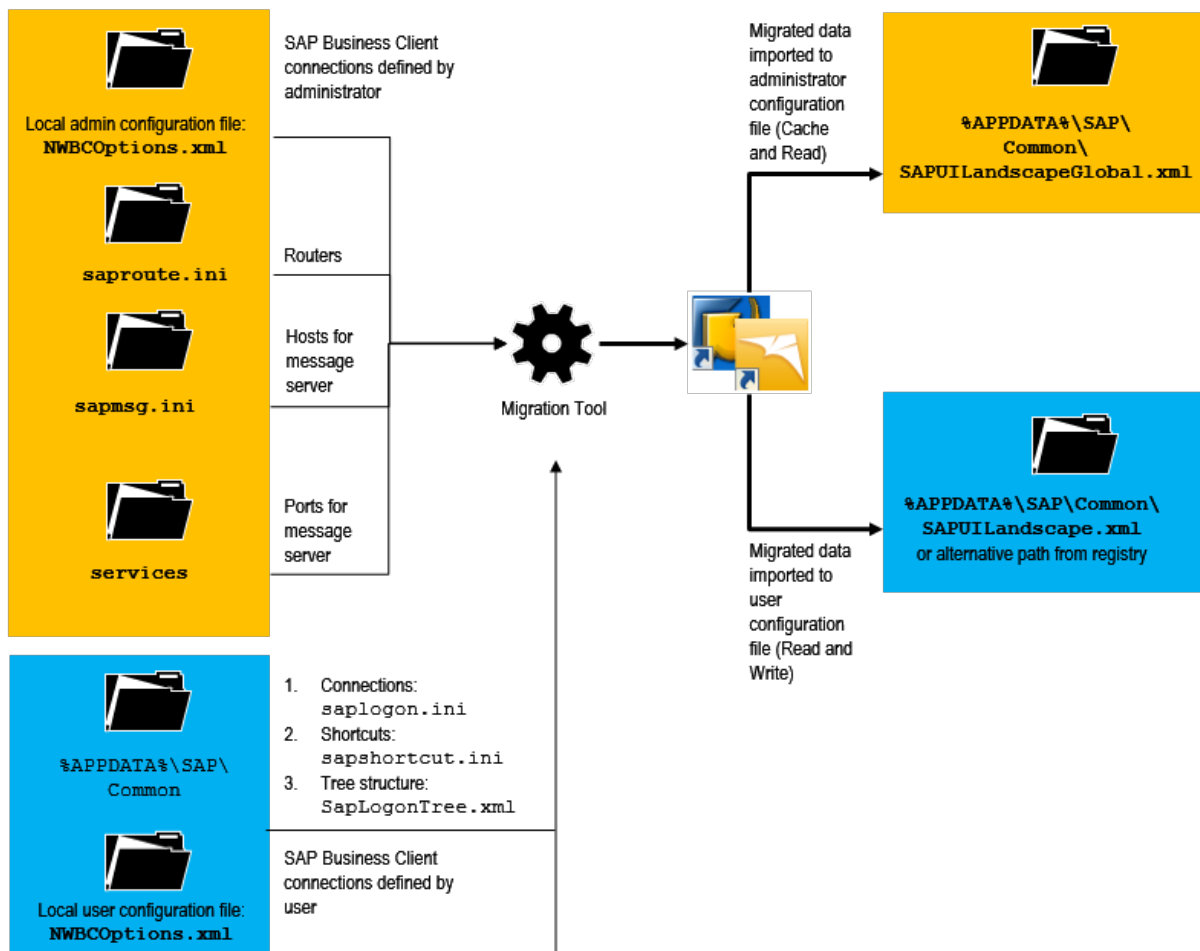 SAP Business Client
connections defined by
administrator
Local admin configuration file:
NWBCOptions.xml
Routers
saproute.ini
Hosts for
message
server
sapmsg.ini
Ports for
message
server
services
Migration Tool
Migrated data
imported to
administrator
configuration
file (Cache
and Read)
%APPDATA%\SAP\
Common\
SAPUILandscapeGlobal.xml
%APPDATA%\SAP\Common\
SAPUILandscape.xml
or alternative path from registry
Migrated data
imported to
user
configuration
file (Read and
Write)
1. Connections:
saplogon.ini
2. Shortcuts:
sapshortcut.ini
3. Tree structure:
SapLogonTree.xml
%APPDATA%\SAP\
Common
SAP Business Client
connections defined by
user
Local user configuration file:
NWBCOptions.xml